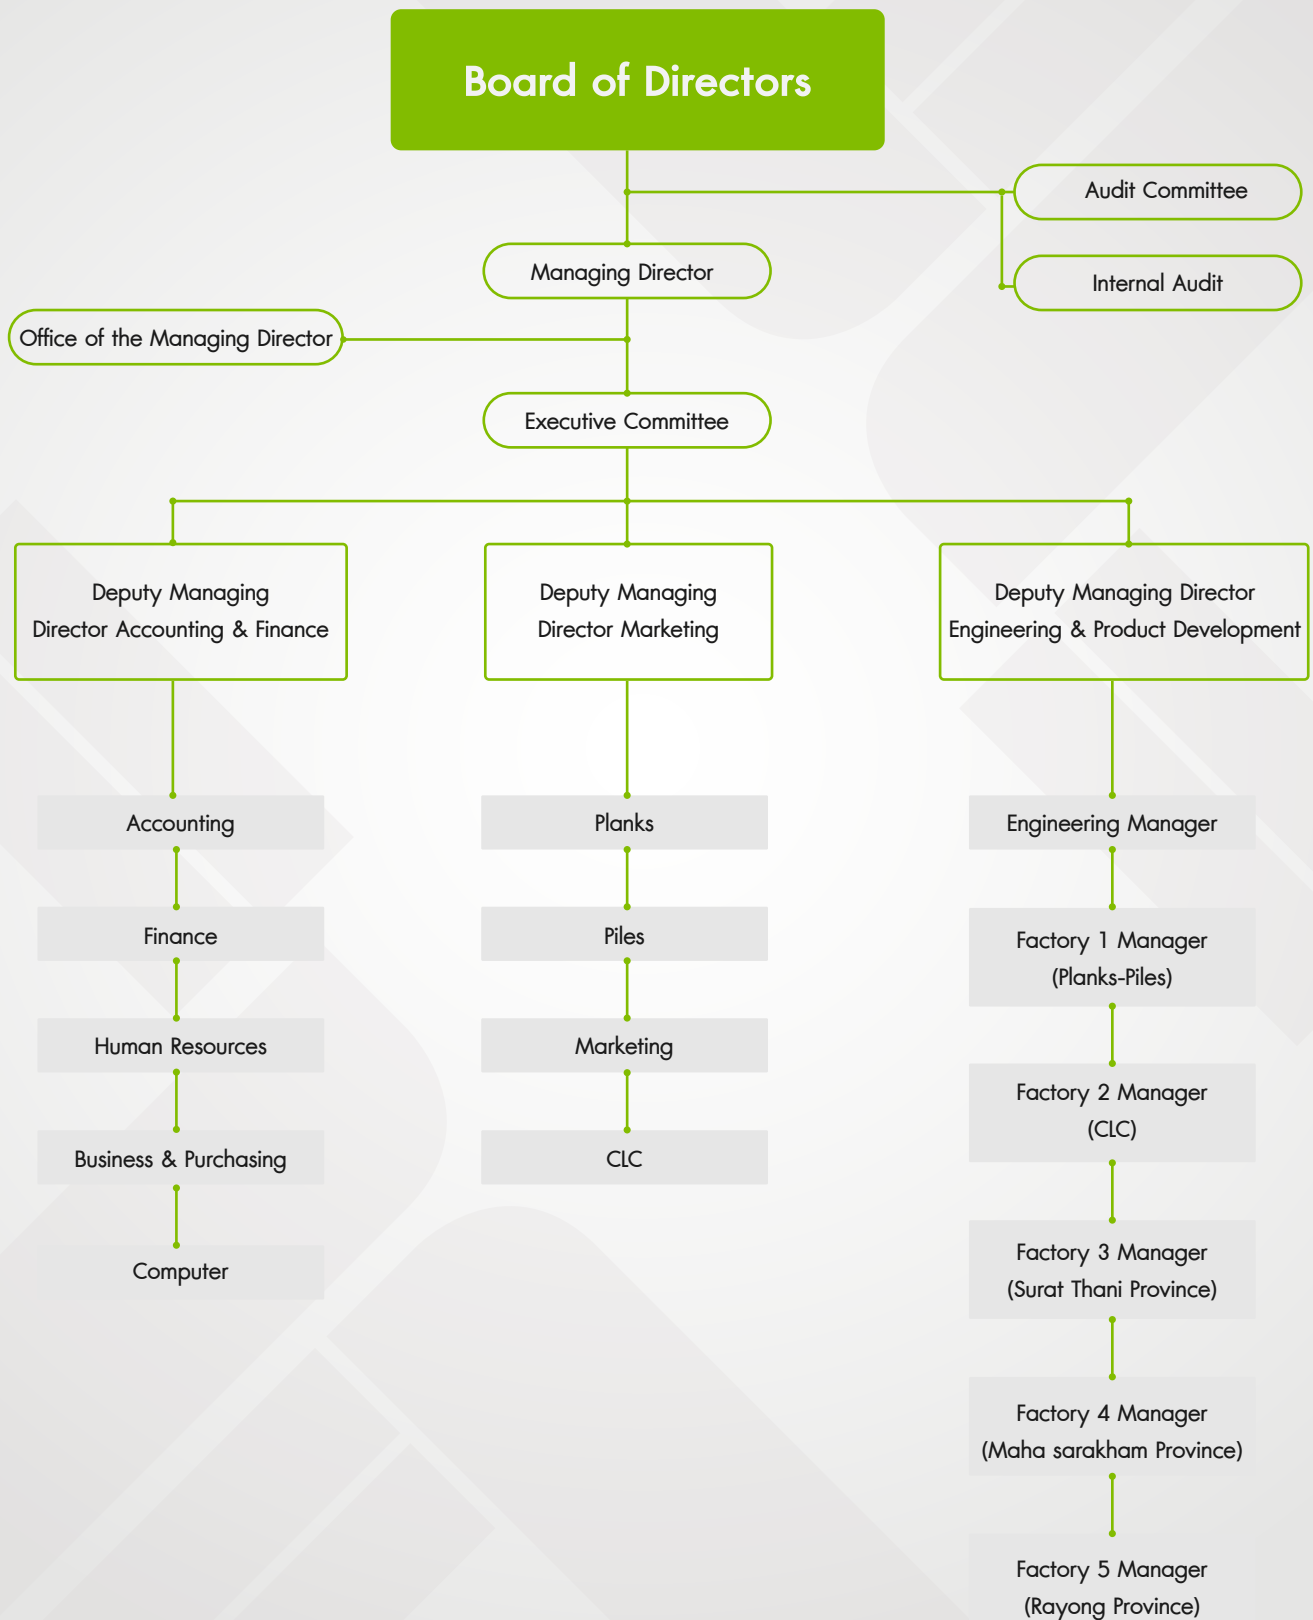 Board of Directors
Audit Committee
Managing Director
Internal Audit
Office of the Managing Director
Executive Committee
Deputy Managing
Director Accounting & Finance
Deputy Managing
Director Marketing
Deputy Managing Director
Engineering & Product Development
Accounting
Finance
Human Resources
Business & Purchasing
Computer
Planks
Piles
Marketing
CLC
Engineering Manager
Factory 1 Manager
(Planks-Piles)
Factory 2 Manager
(CLC)
Factory 3 Manager
(Surat Thani Province)
Factory 4 Manager
(Maha sarakham Province)
Factory 5 Manager
(Rayong Province)